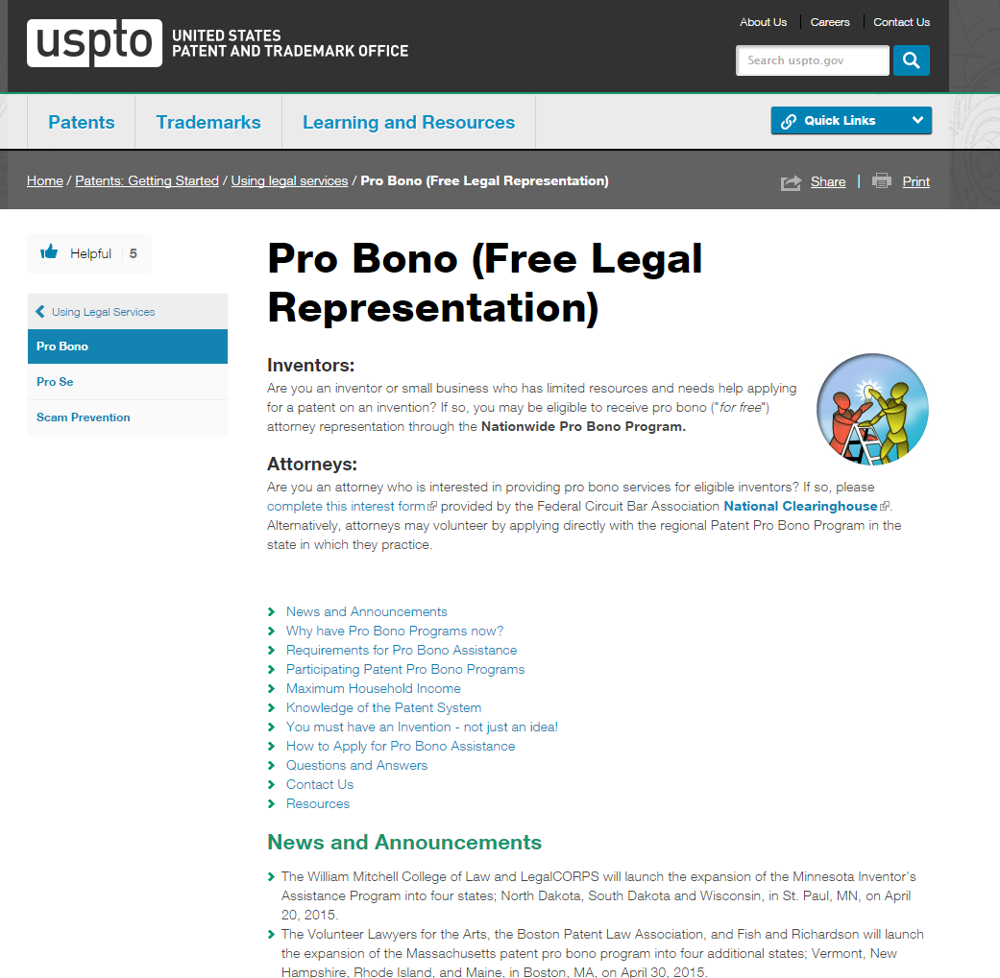 About Us
Careers
Contact Us
uspto
UNITED STATES
PATENT AND TRADEMARK OFFICE
Search uspto.gov
Patents
Trademarks
Learning and Resources
Quick Links
Home / Patents: Getting Started / Using legal services / Pro Bono (Free Legal Representation)
Share | Print
Helpful 5
Using Legal Services
Pro Bono
Pro Se
Scam Prevention
Pro Bono (Free Legal
Representation)
Inventors:
Are you an inventor or small business who has limited resources and needs help applying
for a patent on an invention? If so, you may be eligible to receive pro bono ("for free")
attorney representation through the Nationwide Pro Bono Program.
Attorneys:
Are you an attorney who is interested in providing pro bono services for eligible inventors? If so, please
complete this interest form provided by the Federal Circuit Bar Association National Clearinghouse.
Alternatively, attorneys may volunteer by applying directly with the regional Patent Pro Bono Program in the
state in which they practice.
News and Announcements
Why have Pro Bono Programs now?
Requirements for Pro Bono Assistance
Participating Patent Pro Bono Programs
Maximum Household Income
Knowledge of the Patent System
You must have an Invention - not just an idea!
How to Apply for Pro Bono Assistance
Questions and Answers
Contact Us
Resources
News and Announcements
The William Mitchell College of Law and LegalCORPS will launch the expansion of the Minnesota Inventor's
Assistance Program into four states; North Dakota, South Dakota and Wisconsin, in St. Paul, MN, on April
20, 2015.
The Volunteer Lawyers for the Arts, the Boston Patent Law Association, and Fish and Richardson will launch
the expansion of the Massachusetts patent pro bono program into four additional states; Vermont, New
Hampshire, Rhode Island, and Maine, in Boston, MA, on April 30, 2015.